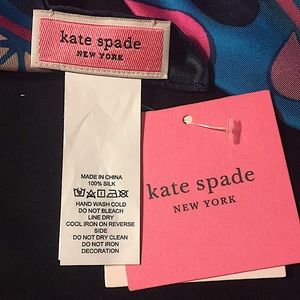 kate spade
NEW YORK
MADE IN CHINA
100% SILK
HAND WASH COLD
DO NOT BLEACH
LINE DRY
COOL IRON ON REVERSE
SIDE
DO NOT DRY CLEAN
DO NOT IRON
DECORATION
kate spade
NEW YORK